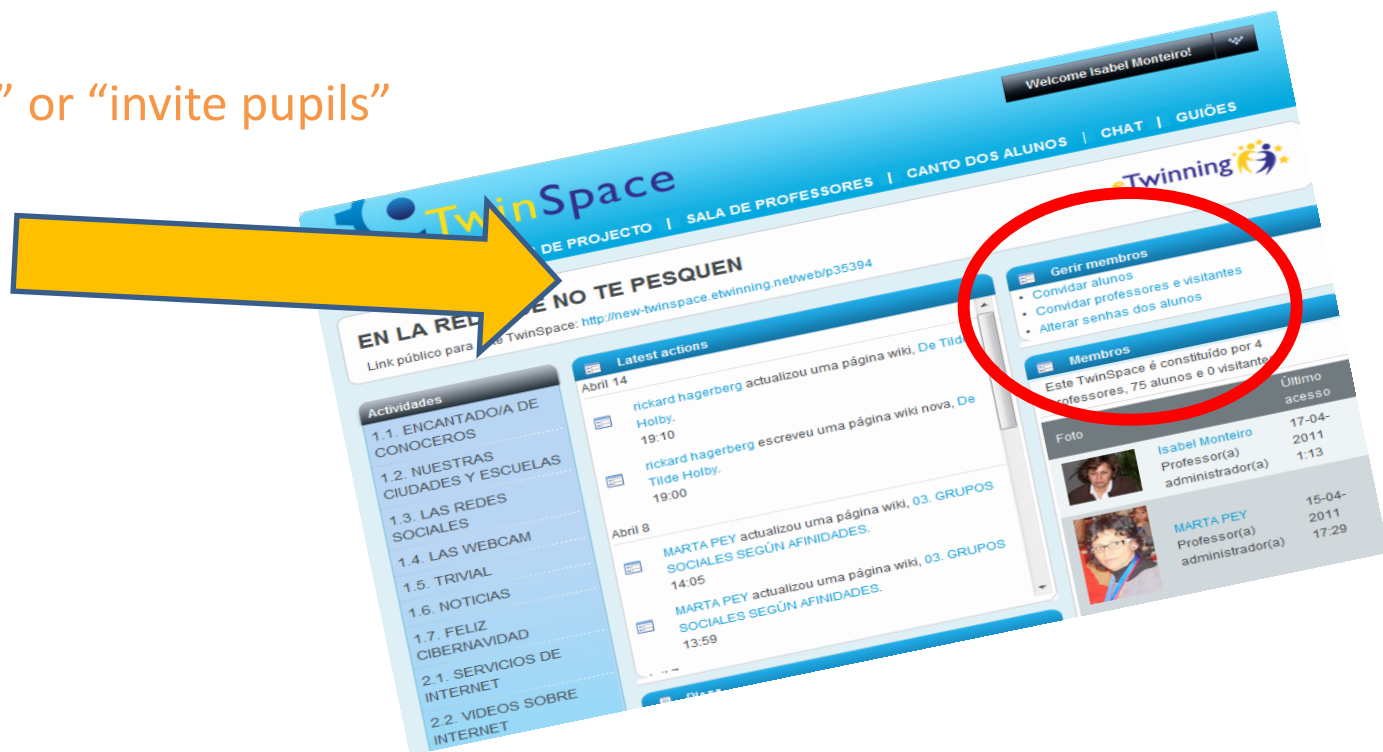 ” or “invite pupils”
Welcome Isabel Monteiro!
TwinSpace
DE PROJECTO | SALA DE PROFESSORES | CANTO DOS ALUNOS | CHAT | GUIÕES
eTwinning
EN LA RED NO TE PESQUEN
Link público para TwinSpace: http://new-twinspace.etwinning.net/web/p35394
Actividades
1.1. ENCANTADO/A DE
CONOCEROS
1.2. NUESTRAS
CIUDADES Y ESCUELAS
1.3. LAS REDES
SOCIALES
1.4. LAS WEBCAM
1.5. TRIVIAL
1.6. NOTICIAS
1.7. FELIZ
CIBERNAVIDAD
2.1. SERVICIOS DE
INTERNET
2.2. VIDEOS SOBRE
INTERNET
Latest actions
Abril 14
rickard hagerberg actualizou uma página wiki, De Tilde
Holby.
19:10
rickard hagerberg escreveu uma página wiki nova, De
Tilde Holby.
19:00
Abril 8
MARTA PEY actualizou uma página wiki, 03. GRUPOS
SOCIALES SEGÚN AFINIDADES.
14:05
MARTA PEY actualizou uma página wiki, 03. GRUPOS
SOCIALES SEGÚN AFINIDADES.
13:59
Gerir membros
• Convidar alunos
• Convidar professores e visitantes
• Alterar senhas dos alunos
Membros
Este TwinSpace é constituído por 4
professores, 75 alunos e 0 visitantes
Foto
Último
acesso
Isabel Monteiro
Professor(a)
administrador(a)
17-04-
2011
1:13
MARTA PEY
Professor(a)
administrador(a)
15-04-
2011
17:29